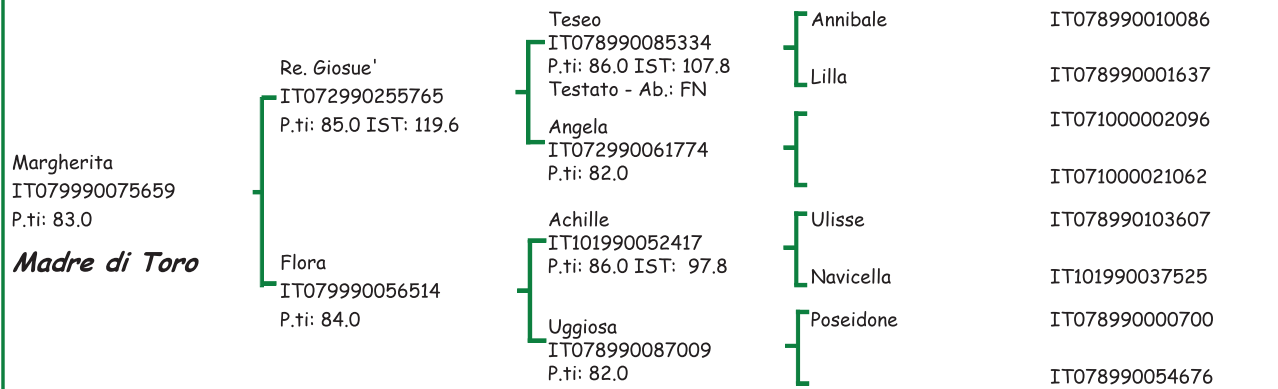 Margherita
IT079990075659
P.ti: 83.0
Madre di Toro
Re. Giosue'
IT072990255765
P.ti: 85.0 IST: 119.6
Flora
IT079990056514
P.ti: 84.0
Teseo
IT078990085334
P.ti: 86.0 IST: 107.8
Testato - Ab.: FN
Angela
IT072990061774
P.ti: 82.0
Achille
IT101990052417
P.ti: 86.0 IST:  97.8
Uggiosa
IT078990087009
P.ti: 82.0
Annibale IT078990010086
Lilla IT078990001637
IT071000002096
IT071000021062
Ulisse IT078990103607
Navicella IT101990037525
Poseidone IT078990000700
IT078990054676